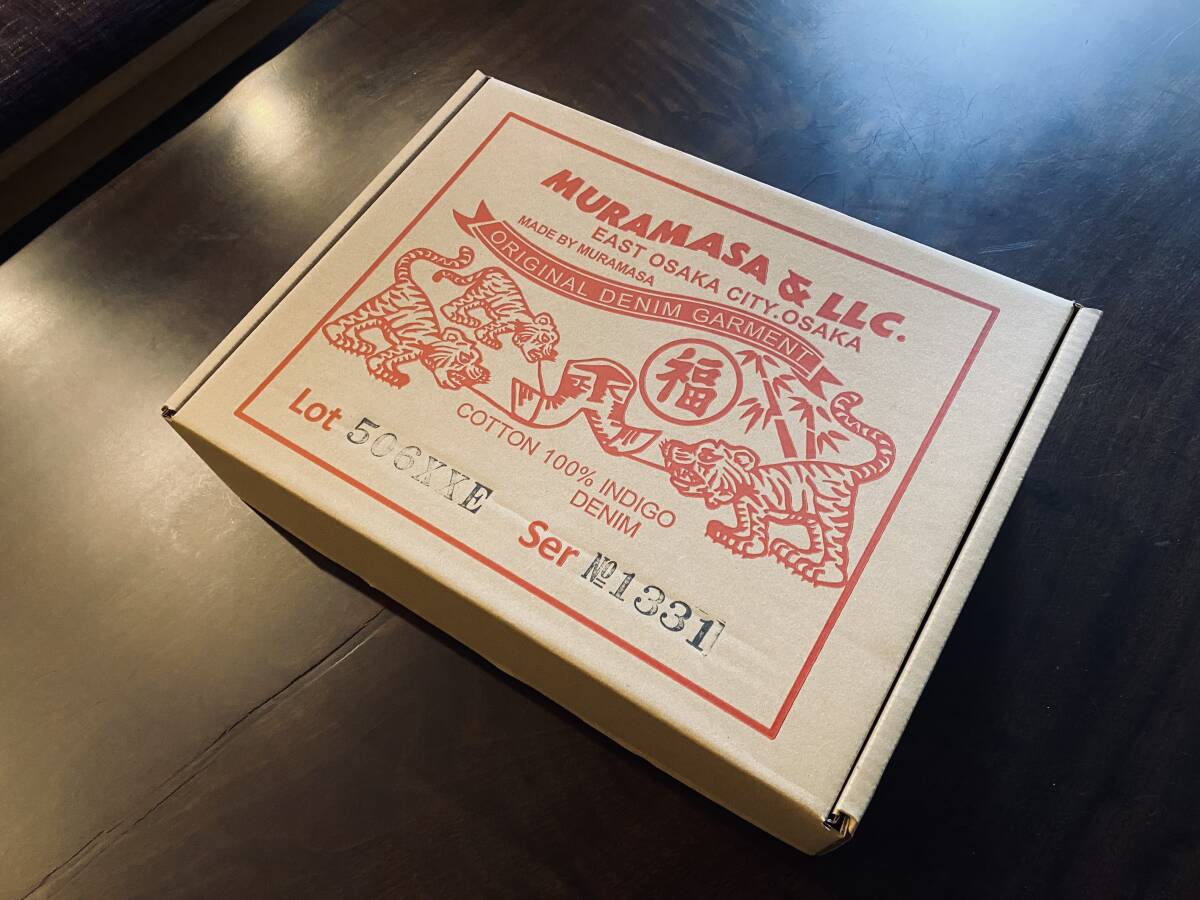 MURAMASA & LLC.
EAST OSAKA CITY.OSAKA
MADE BY MURAMASA
ORIGINAL DENIM GARMENT
福
COTTON 100% INDIGO
DENIM
Lot 506XXE Ser №1331